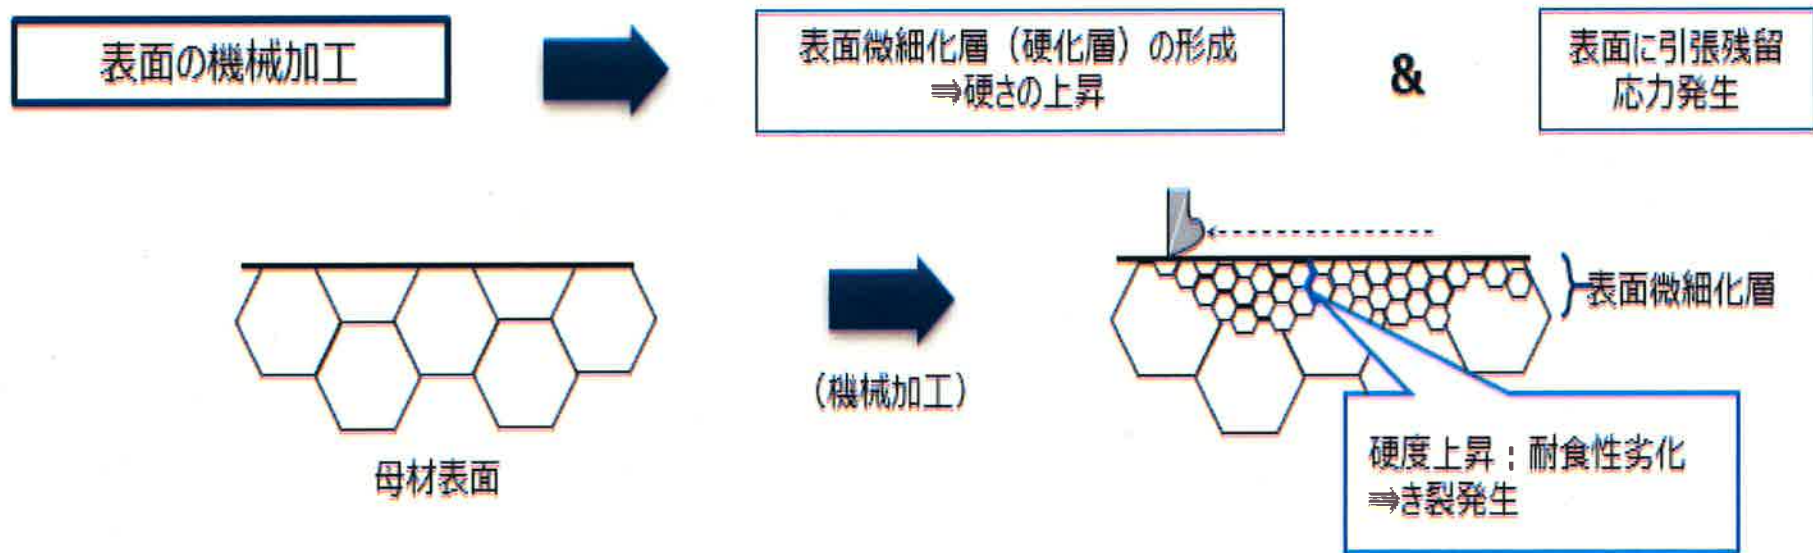 表面の機械加工
表面微細化層（硬化層）の形成
⇒硬さの上昇
&
表面に引張残留
応力発生
母材表面
（機械加工）
表面微細化層
硬度上昇：耐食性劣化
⇒き裂発生